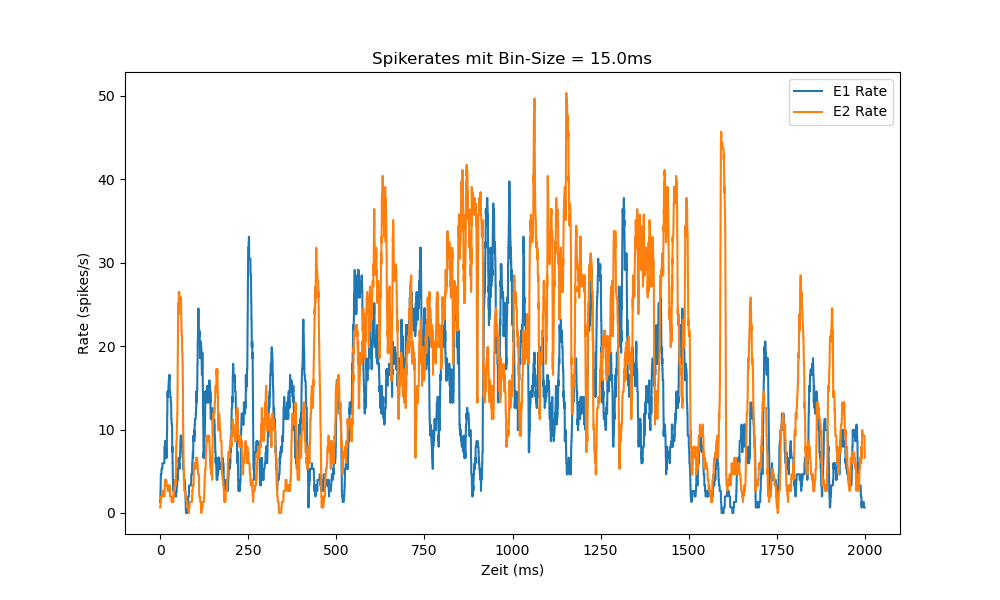 Spikerates mit Bin-Size = 15.0ms
E1 Rate
E2 Rate
50
40
30
20
10
0
Rate (spikes/s)
0 250 500 750 1000 1250 1500 1750 2000
Zeit (ms)